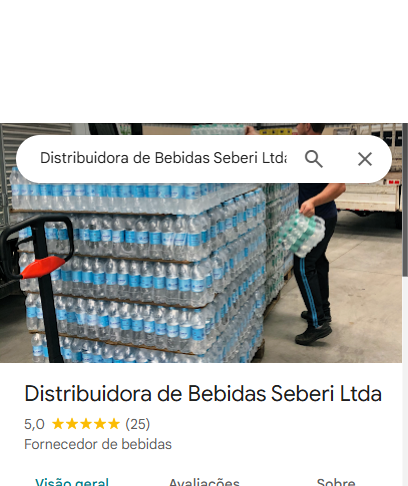 Distribuidora de Bebidas Seberi Ltda
Distribuidora de Bebidas Seberi Ltda
5,0 (25)
Fornecedor de bebidas
Visão geral Avaliações Sobre